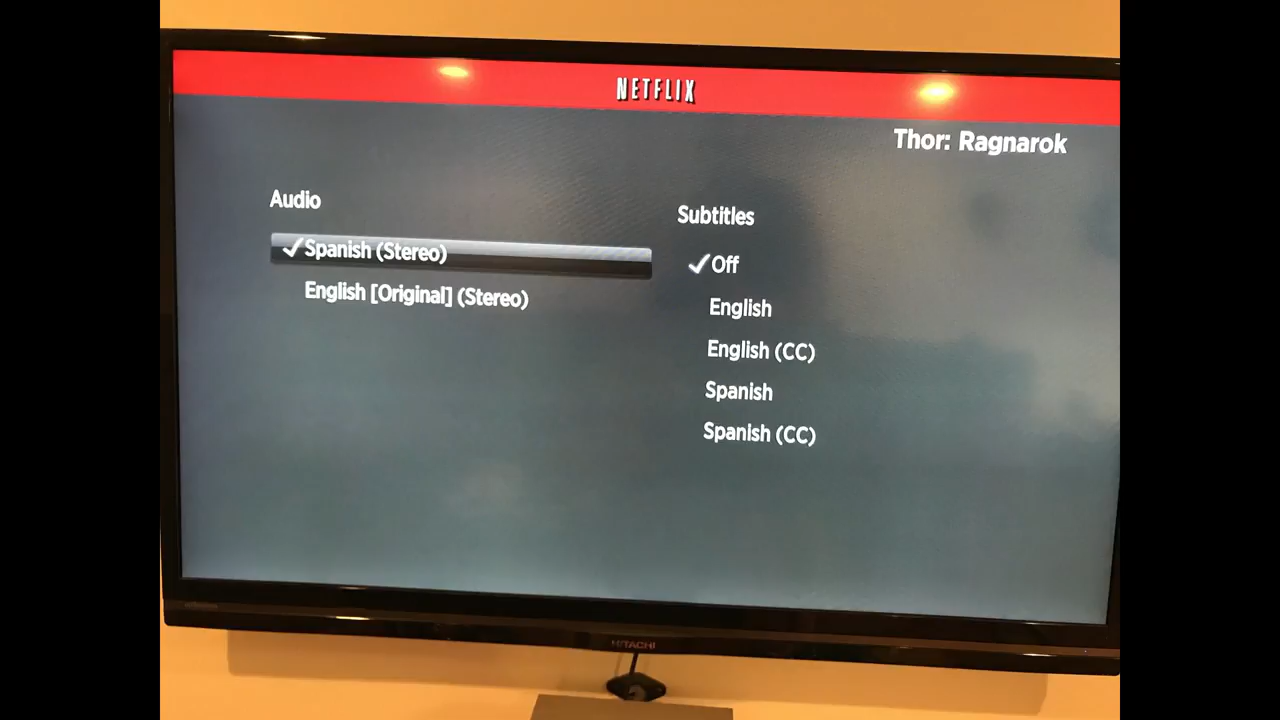 NETFLIX
Thor: Ragnarok
Audio
Spanish (Stereo)
English [Original] (Stereo)
Subtitles
Off
English
English (CC)
Spanish
Spanish (CC)
HITACHI